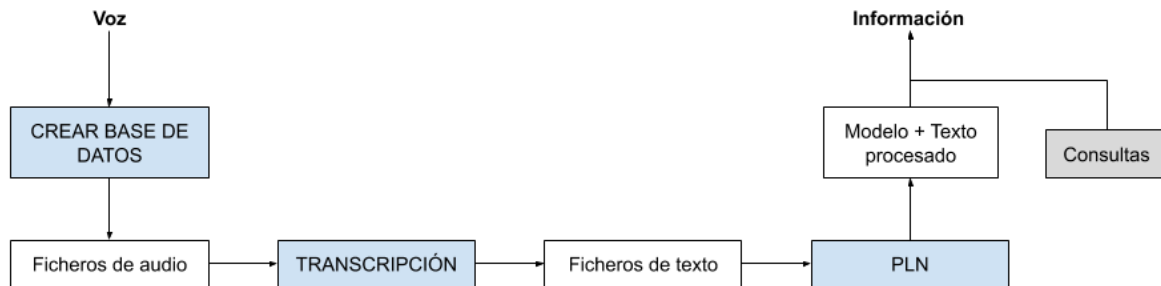 Voz
Información
CREAR BASE DE
DATOS
Modelo + Texto
procesado
Consultas
Ficheros de audio
TRANSCRIPCIÓN
Ficheros de texto
PLN